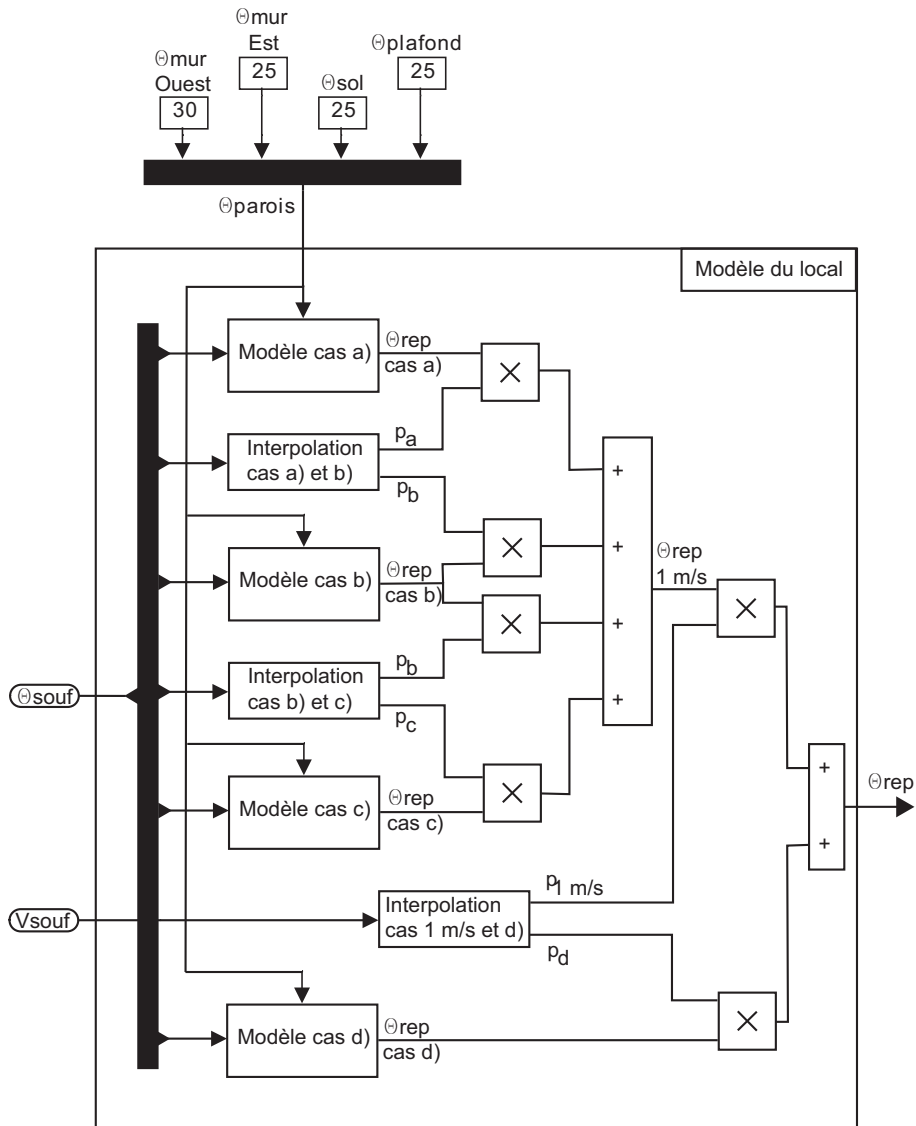 Θmur
Est
Θplafond
Θmur
Ouest
25
Θsol
25
30
25
Θparois
Modèle du local
Modèle cas a)
Θrep
cas a)
×
Interpolation
cas a) et b)
pa
pb
+
×
+
Θrep
1 m/s
Modèle cas b)
Θrep
cas b)
×
×
+
Interpolation
cas b) et c)
pb
pc
+
Θsouf
Modèle cas c)
Θrep
cas c)
×
+
Θrep
+
p1 m/s
Vsouf
Interpolation
cas 1 m/s et d)
pd
Modèle cas d)
Θrep
cas d)
×